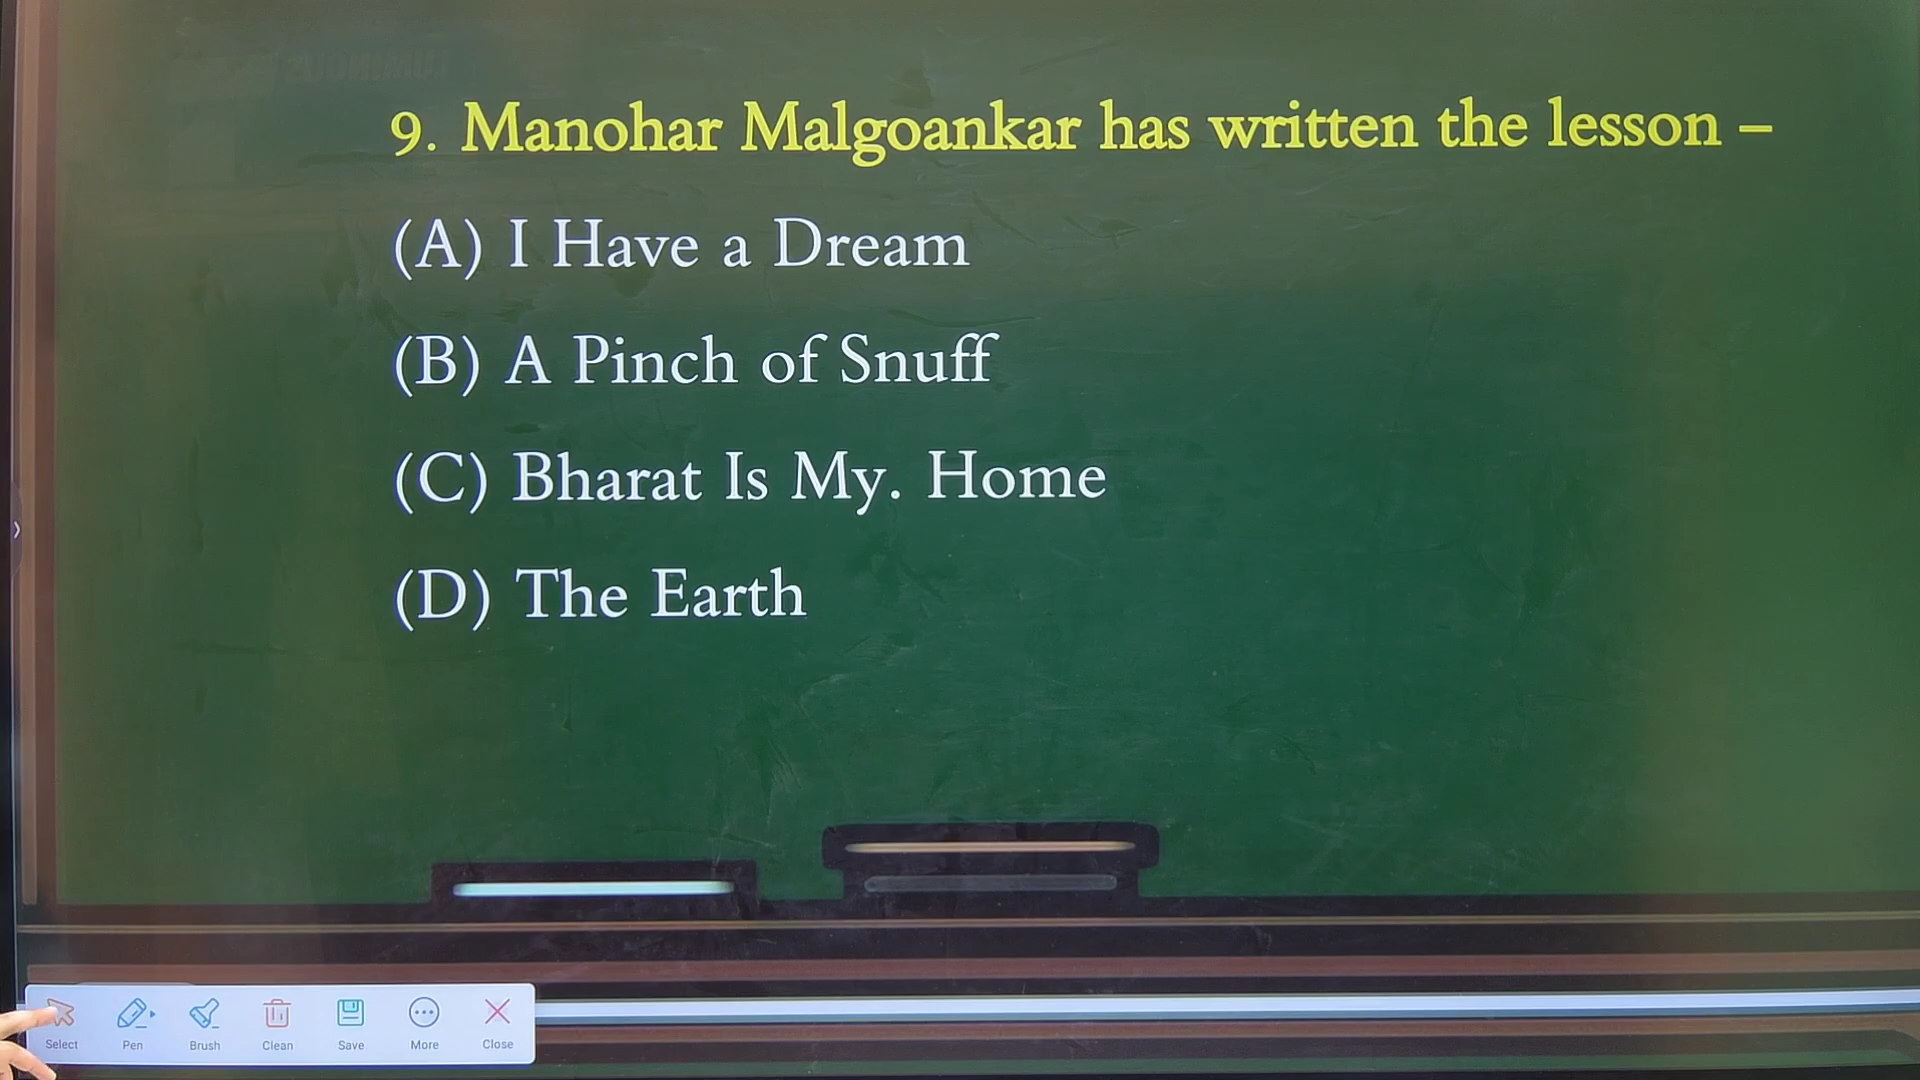 9. Manohar Malgoankar has written the lesson –
(A) I Have a Dream
(B) A Pinch of Snuff
(C) Bharat Is My. Home
(D) The Earth
Select Pen Brush Clean Save More Close